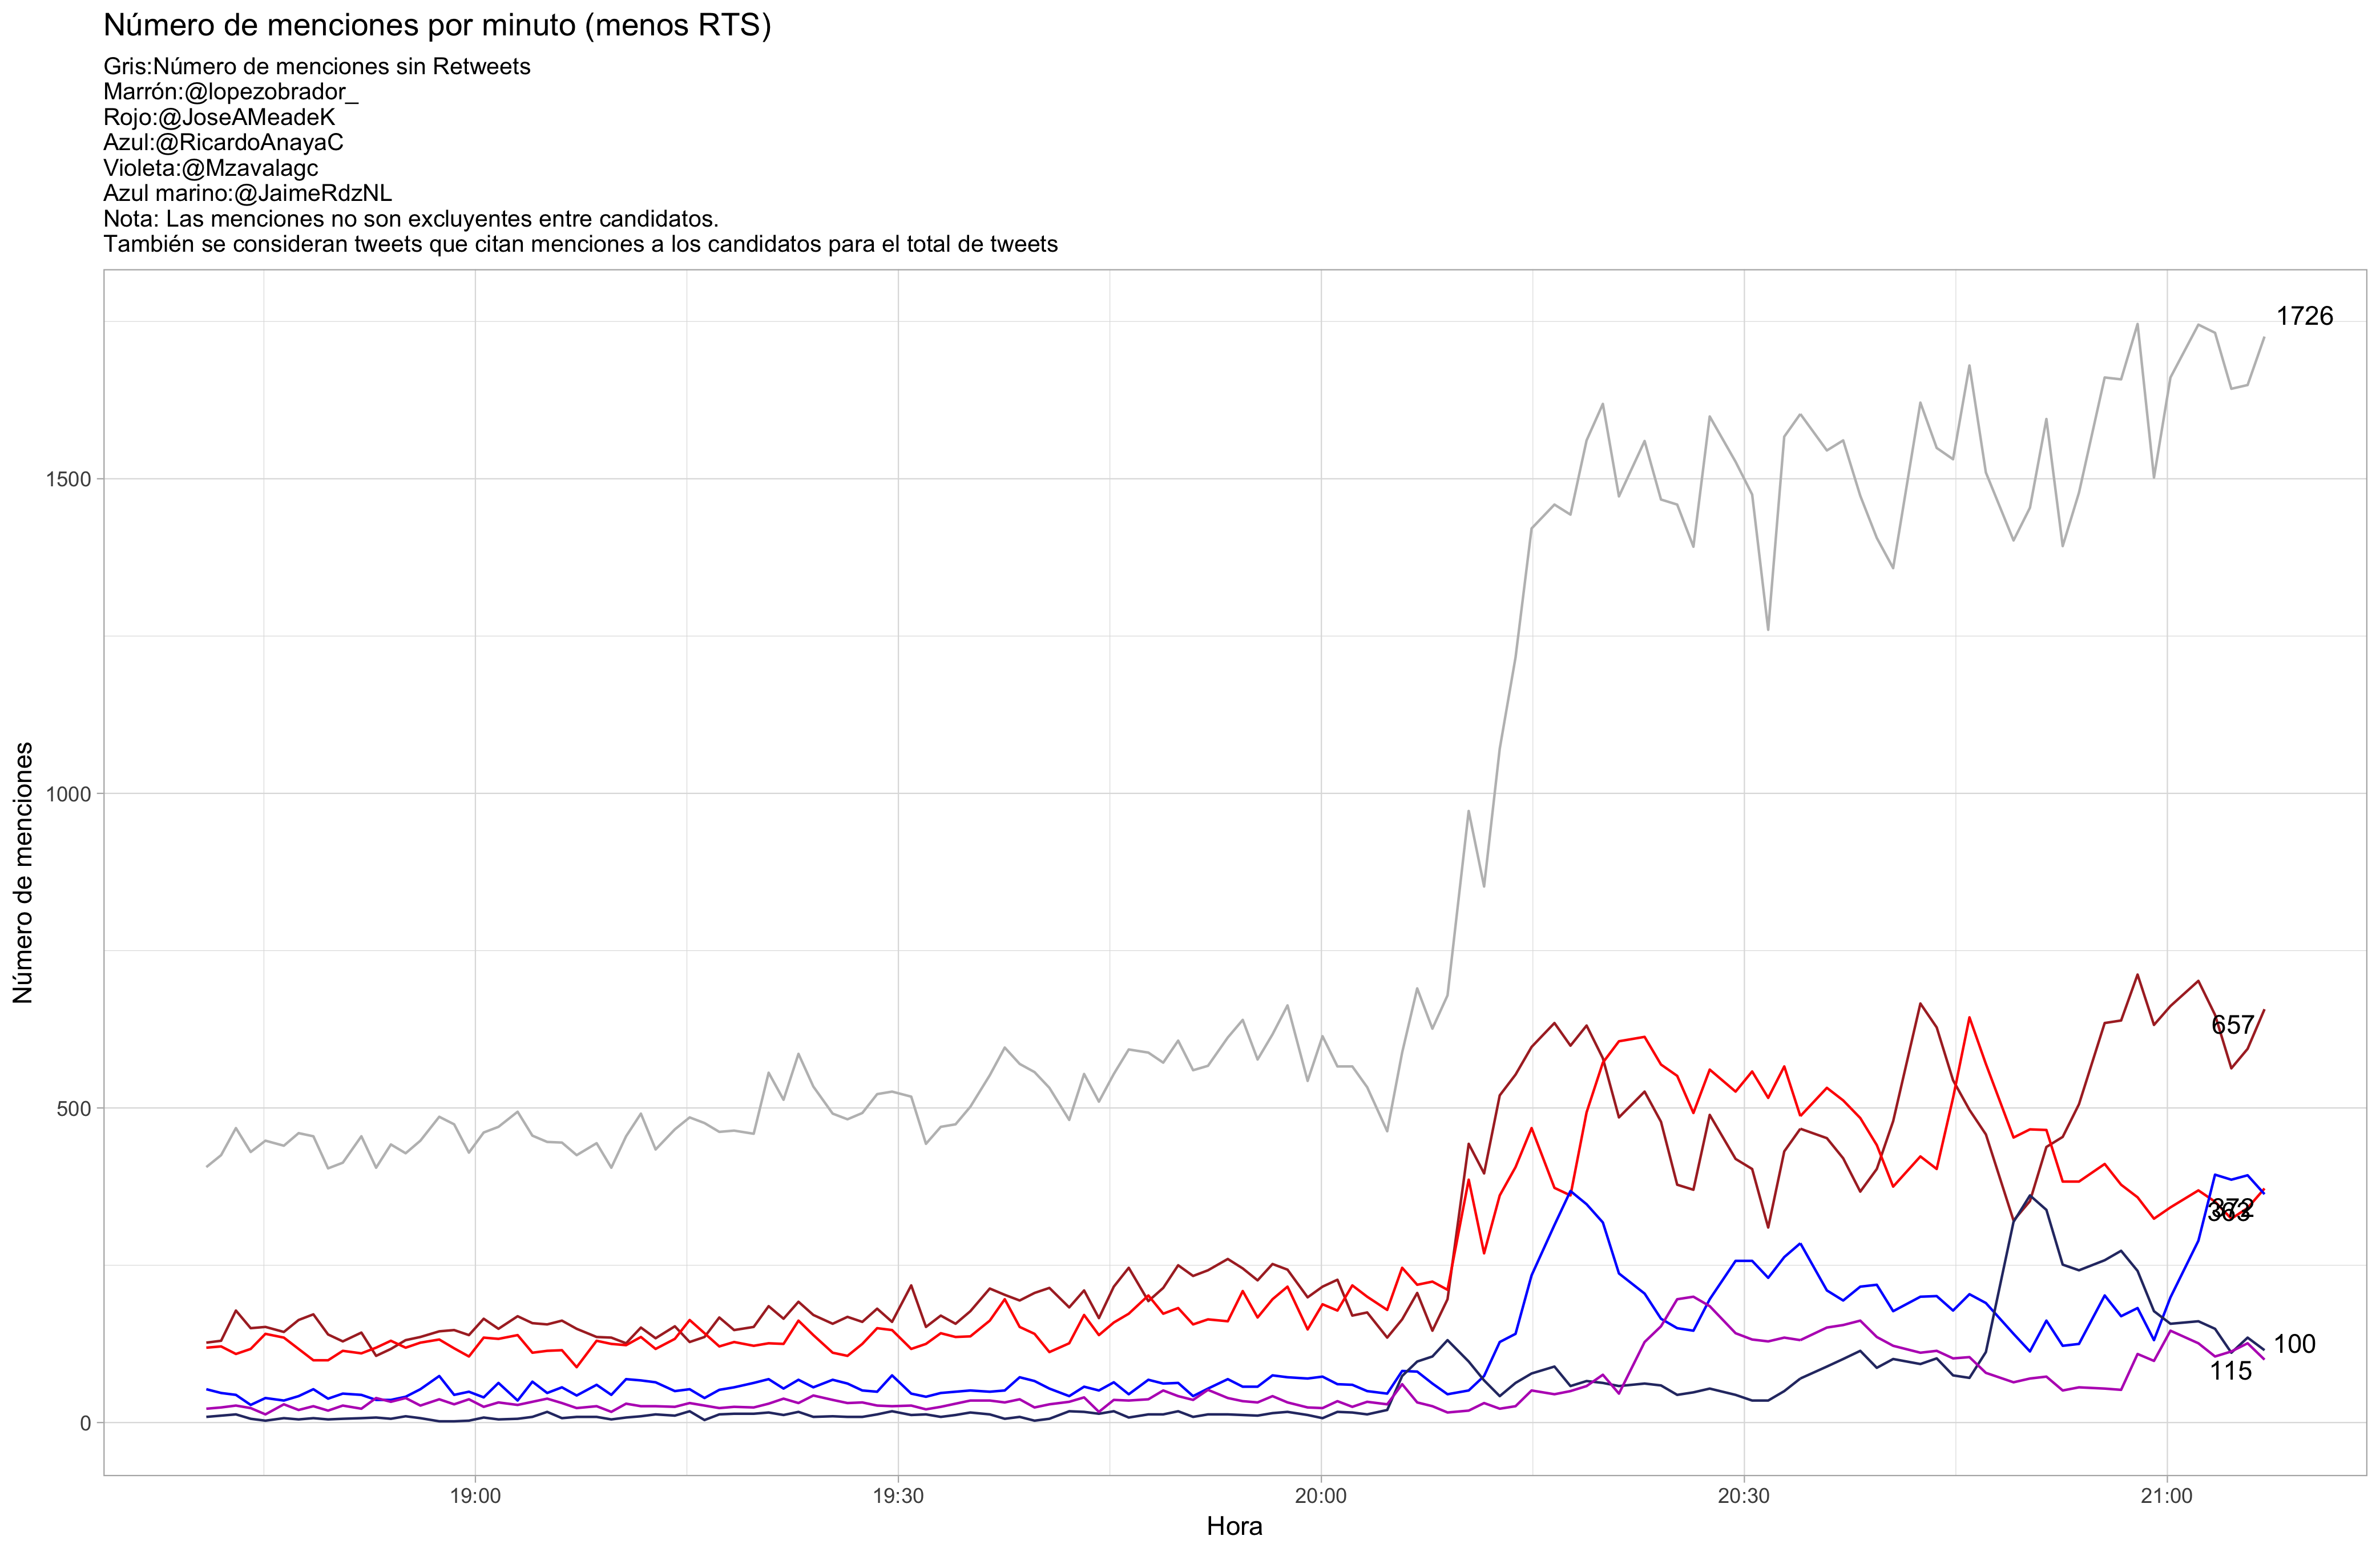 Número de menciones por minuto (menos RTS)
Gris:Número de menciones sin Retweets
Marrón:@lopezobrador_
Rojo:@JoseAMeadeK
Azul:@RicardoAnayaC
Violeta:@Mzavalagc
Azul marino:@JaimeRdzNL
Nota: Las menciones no son excluyentes entre candidatos.
También se consideran tweets que citan menciones a los candidatos para el total de tweets
1726
1500
Número de menciones
1000
657
500
372
363
100
115
0
19:00
19:30
20:00
20:30
21:00
Hora